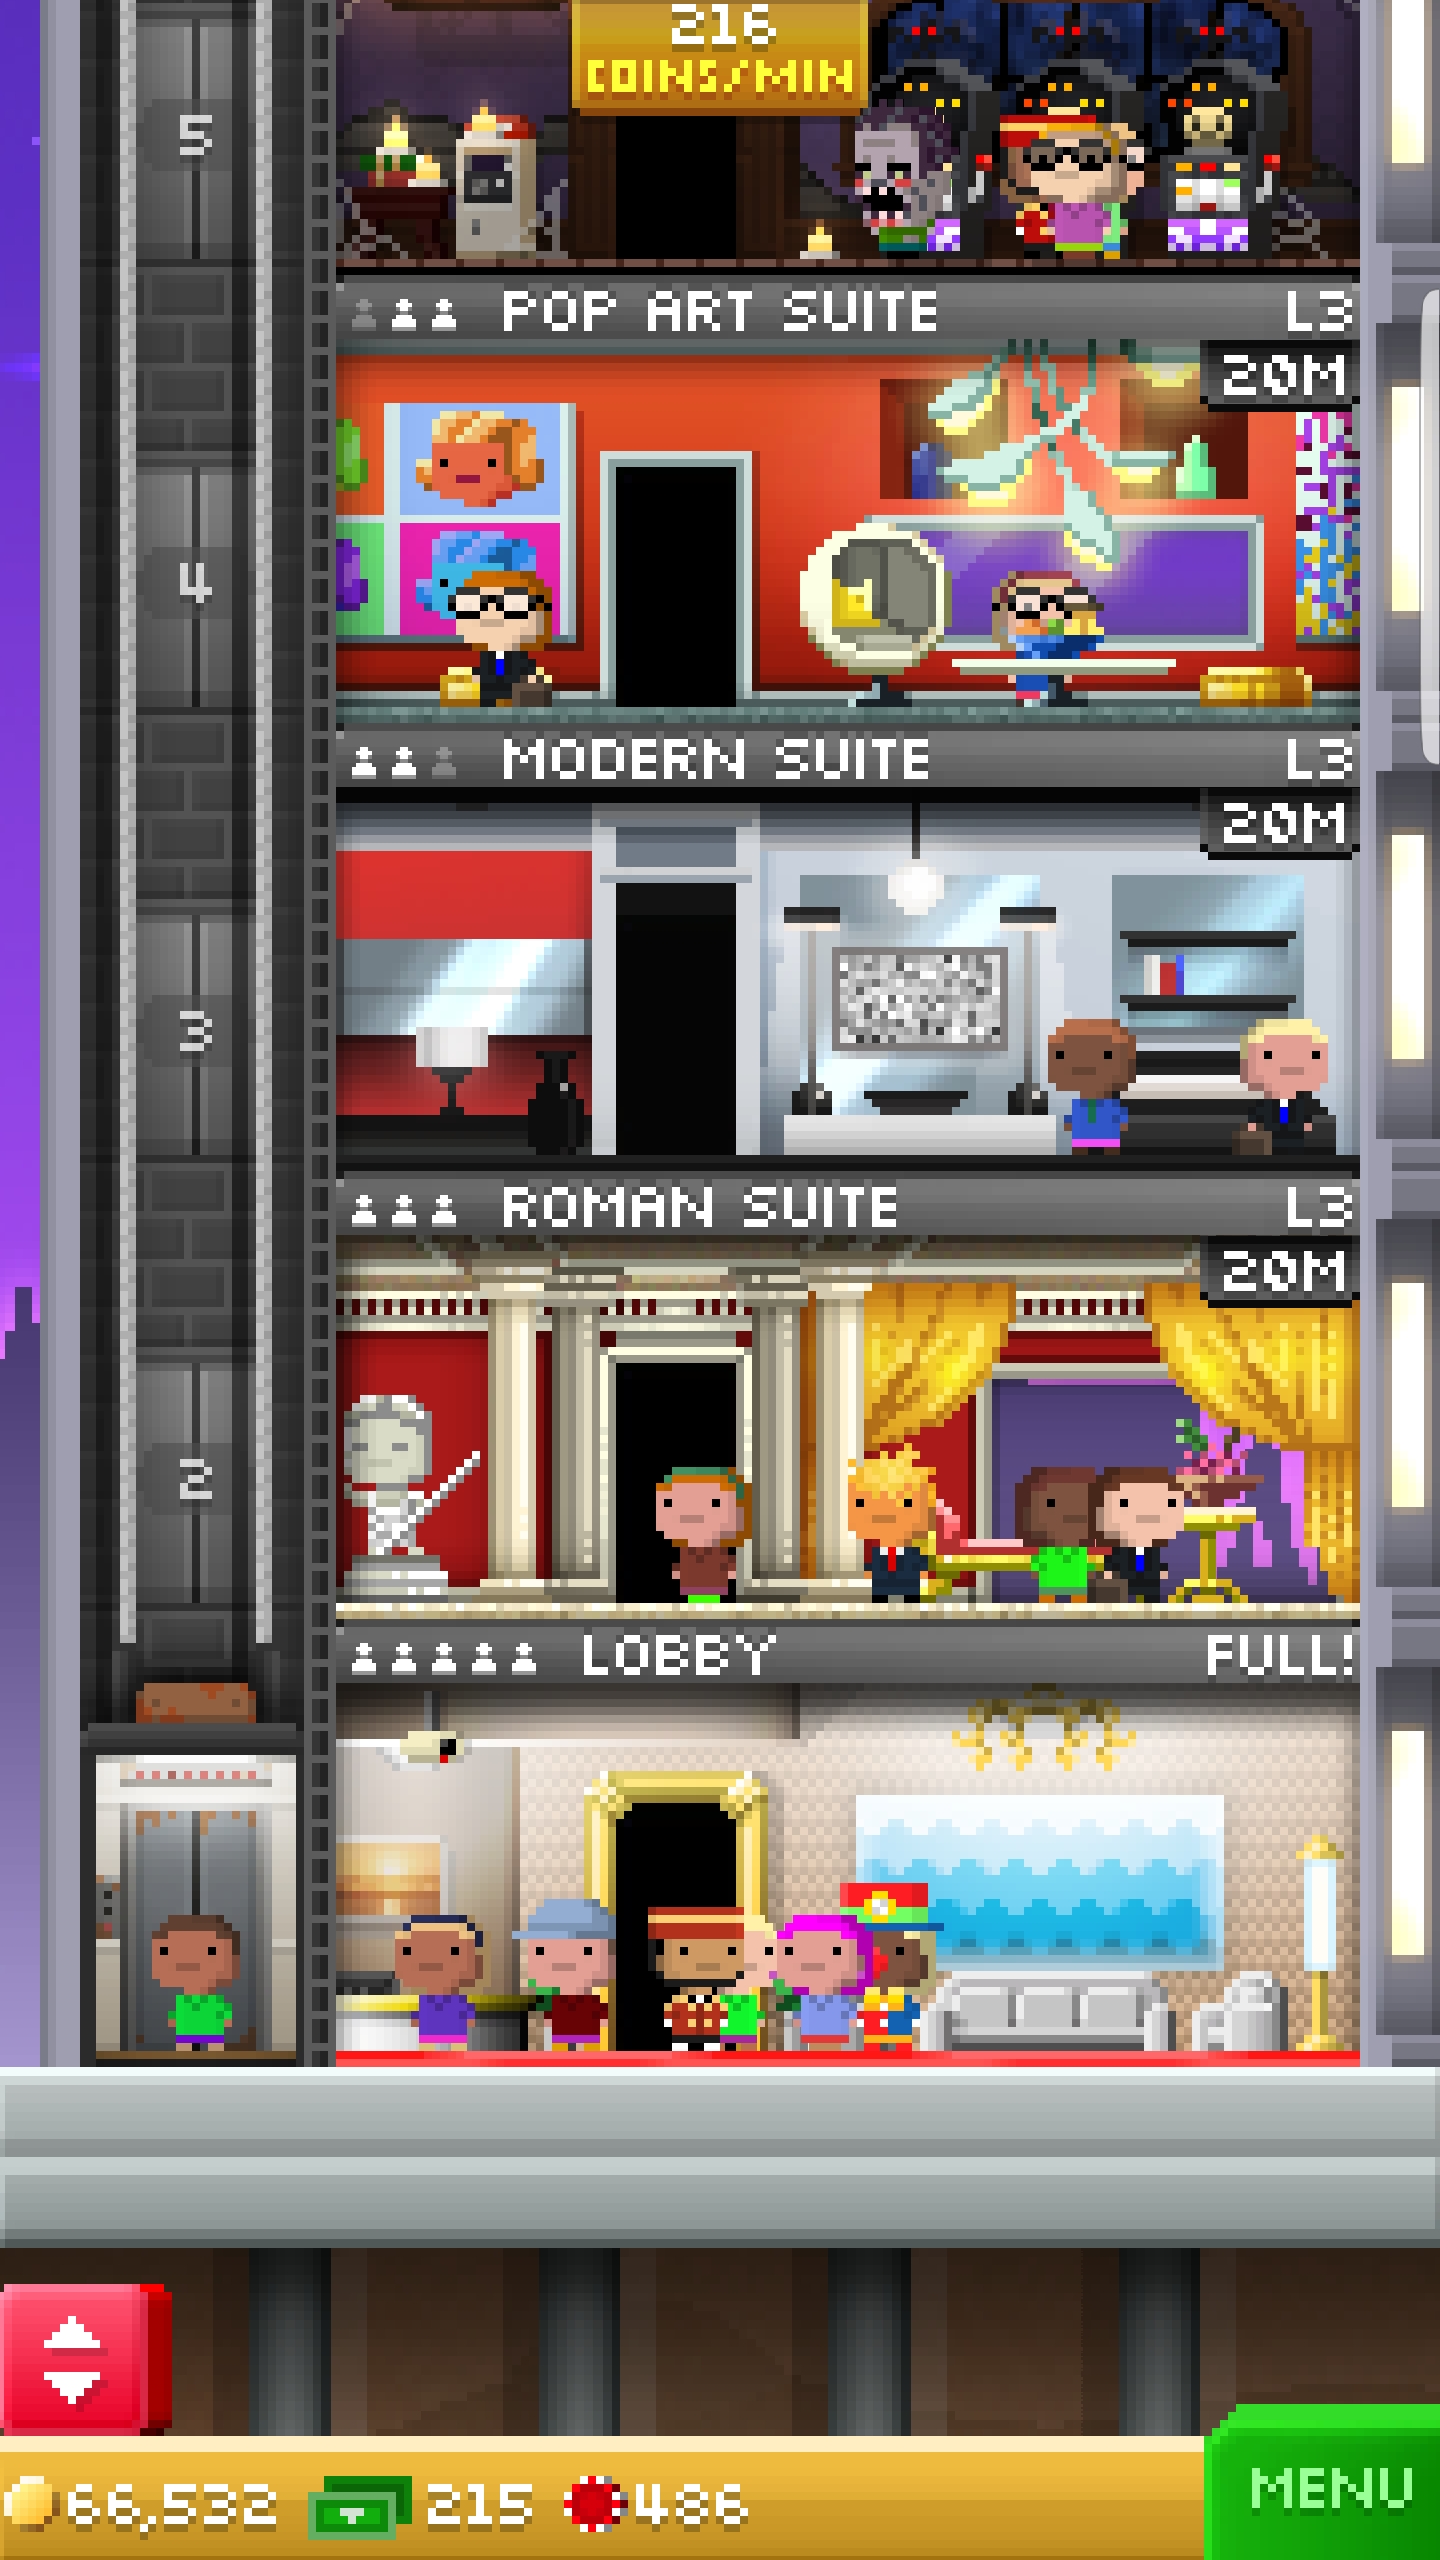 216
COINS/MIN
5
POP ART SUITE L3
20M
4
MODERN SUITE L3
20M
3
ROMAN SUITE L3
20M
2
LOBBY FULL!
66,532 215 486
MENU